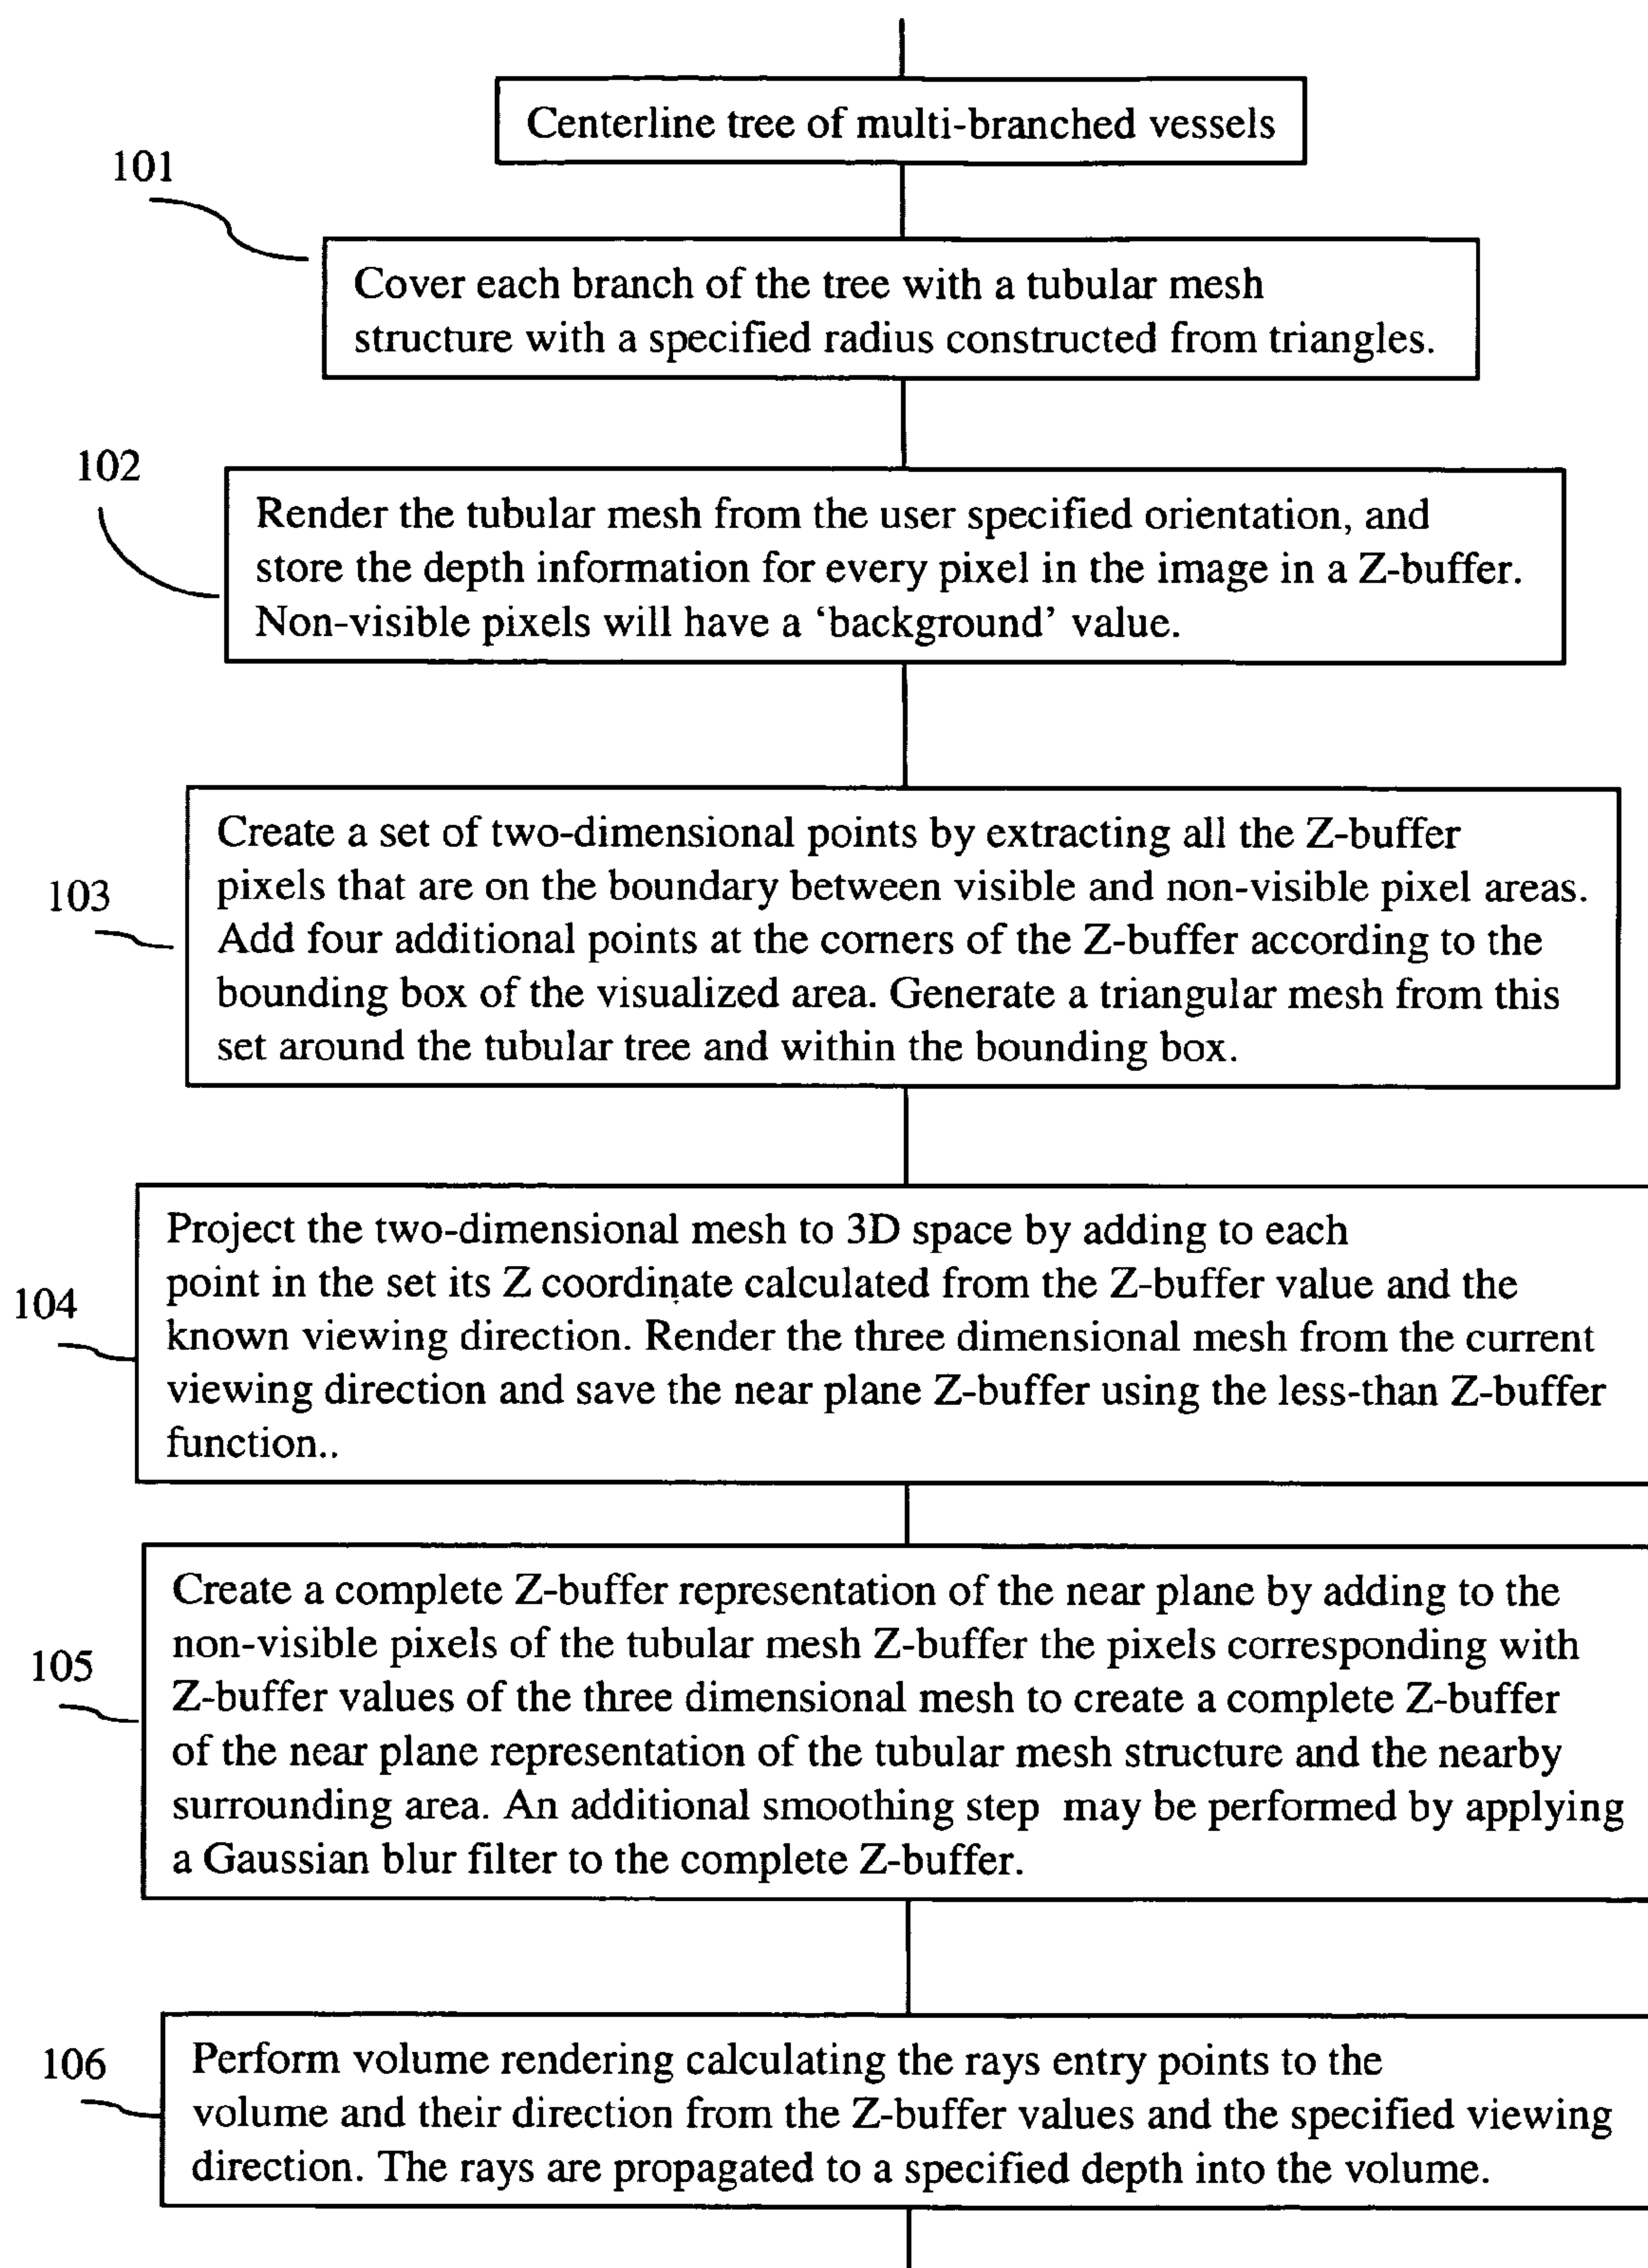 Centerline tree of multi-branched vessels
101
Cover each branch of the tree with a tubular mesh
structure with a specified radius constructed from triangles.
102
Render the tubular mesh from the user specified orientation, and
store the depth information for every pixel in the image in a Z-buffer.
Non-visible pixels will have a ‘background’ value.
103
Create a set of two-dimensional points by extracting all the Z-buffer
pixels that are on the boundary between visible and non-visible pixel areas.
Add four additional points at the corners of the Z-buffer according to the
bounding box of the visualized area. Generate a triangular mesh from this
set around the tubular tree and within the bounding box.
104
Project the two-dimensional mesh to 3D space by adding to each
point in the set its Z coordinate calculated from the Z-buffer value and the
known viewing direction. Render the three dimensional mesh from the current
viewing direction and save the near plane Z-buffer using the less-than Z-buffer
function..
105
Create a complete Z-buffer representation of the near plane by adding to the
non-visible pixels of the tubular mesh Z-buffer the pixels corresponding with
Z-buffer values of the three dimensional mesh to create a complete Z-buffer
of the near plane representation of the tubular mesh structure and the nearby
surrounding area. An additional smoothing step may be performed by applying
a Gaussian blur filter to the complete Z-buffer.
106
Perform volume rendering calculating the rays entry points to the
volume and their direction from the Z-buffer values and the specified viewing
direction. The rays are propagated to a specified depth into the volume.